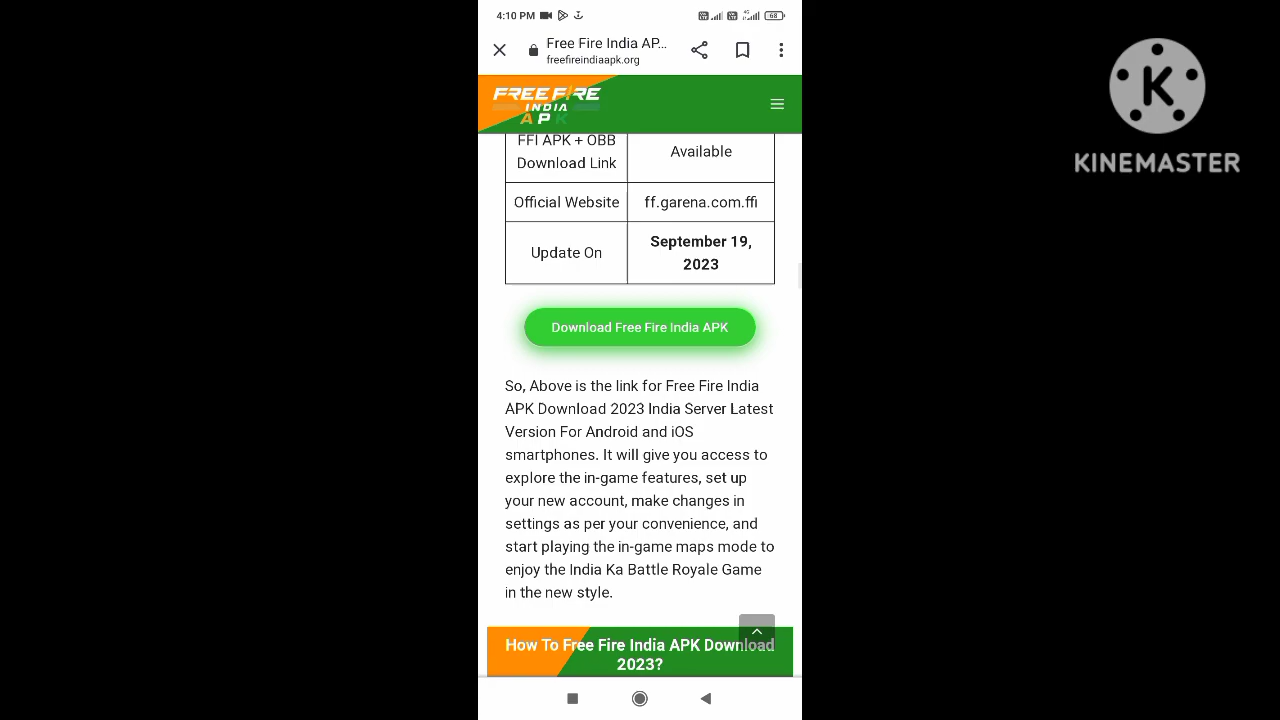 4:10 PM
4G
68
Free Fire India AP...
freefireindiaapk.org
FREE FIRE
INDIA
APK
FFI APK + OBB
Download Link
Available
Official Website
ff.garena.com.ffi
Update On
September 19,
2023
Download Free Fire India APK
So, Above is the link for Free Fire India
APK Download 2023 India Server Latest
Version For Android and iOS
smartphones. It will give you access to
explore the in-game features, set up
your new account, make changes in
settings as per your convenience, and
start playing the in-game maps mode to
enjoy the India Ka Battle Royale Game
in the new style.
How To Free Fire India APK Download
2023?
K
KINEMASTER